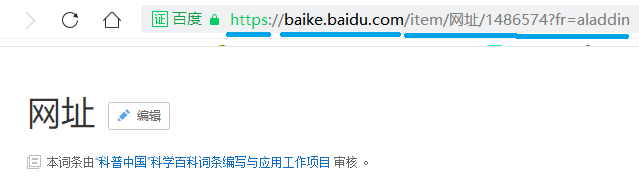 证 百度 https://baike.baidu.com/item/网址/1486574?fr=aladdin
网址 编辑
本词条由“科普中国”科学百科词条编写与应用工作项目 审核 。